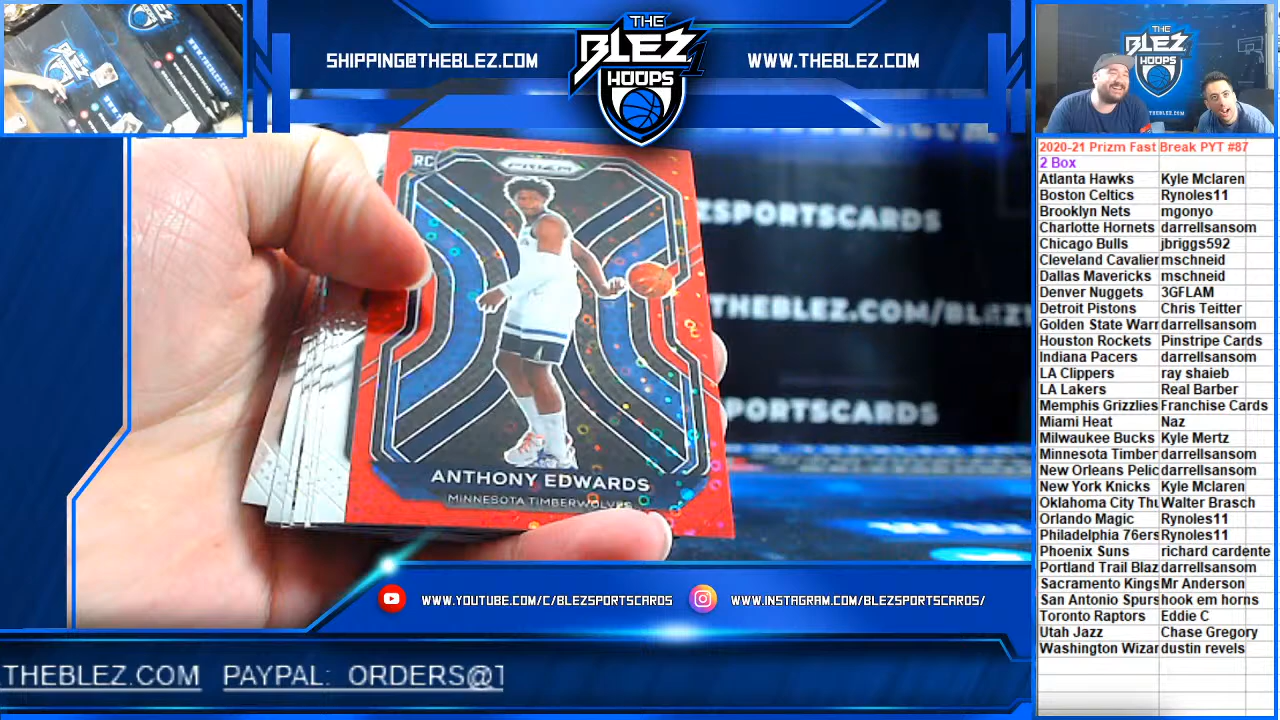 SHIPPING@THEBLEZ.COM
THE
BLEZ
HOOPS
WWW.THEBLEZ.COM
THE
BLEZ
HOOPS
RC
PRIZM
ANTHONY EDWARDS
MINNESOTA TIMBERWOLVES
ZSPORTSCARDS
THEBLEZ.COM/BLEZ
PORTSCARDS
WWW.YOUTUBE.COM/C/BLEZSPORTSCARDS
WWW.INSTAGRAM.COM/BLEZSPORTSCARDS/
THEBLEZ.COM PAYPAL: ORDERS@T
2020-21 Prizm Fast Break PYT #87
2 Box
Atlanta Hawks Kyle Mclaren
Boston Celtics Rynoles11
Brooklyn Nets mgonyo
Charlotte Hornets darrellsansom
Chicago Bulls jbriggs592
Cleveland Cavalier mschneid
Dallas Mavericks mschneid
Denver Nuggets 3GFLAM
Detroit Pistons Chris Teitter
Golden State Warr darrellsansom
Houston Rockets Pinstripe Cards
Indiana Pacers darrellsansom
LA Clippers ray shaieb
LA Lakers Real Barber
Memphis Grizzlies Franchise Cards
Miami Heat Naz
Milwaukee Bucks Kyle Mertz
Minnesota Timber darrellsansom
New Orleans Pelic darrellsansom
New York Knicks Kyle Mclaren
Oklahoma City Thu Walter Brasch
Orlando Magic Rynoles11
Philadelphia 76ers Rynoles11
Phoenix Suns richard cardente
Portland Trail Blaz darrellsansom
Sacramento Kings Mr Anderson
San Antonio Spurs hook em horns
Toronto Raptors Eddie C
Utah Jazz Chase Gregory
Washington Wizar dustin revels